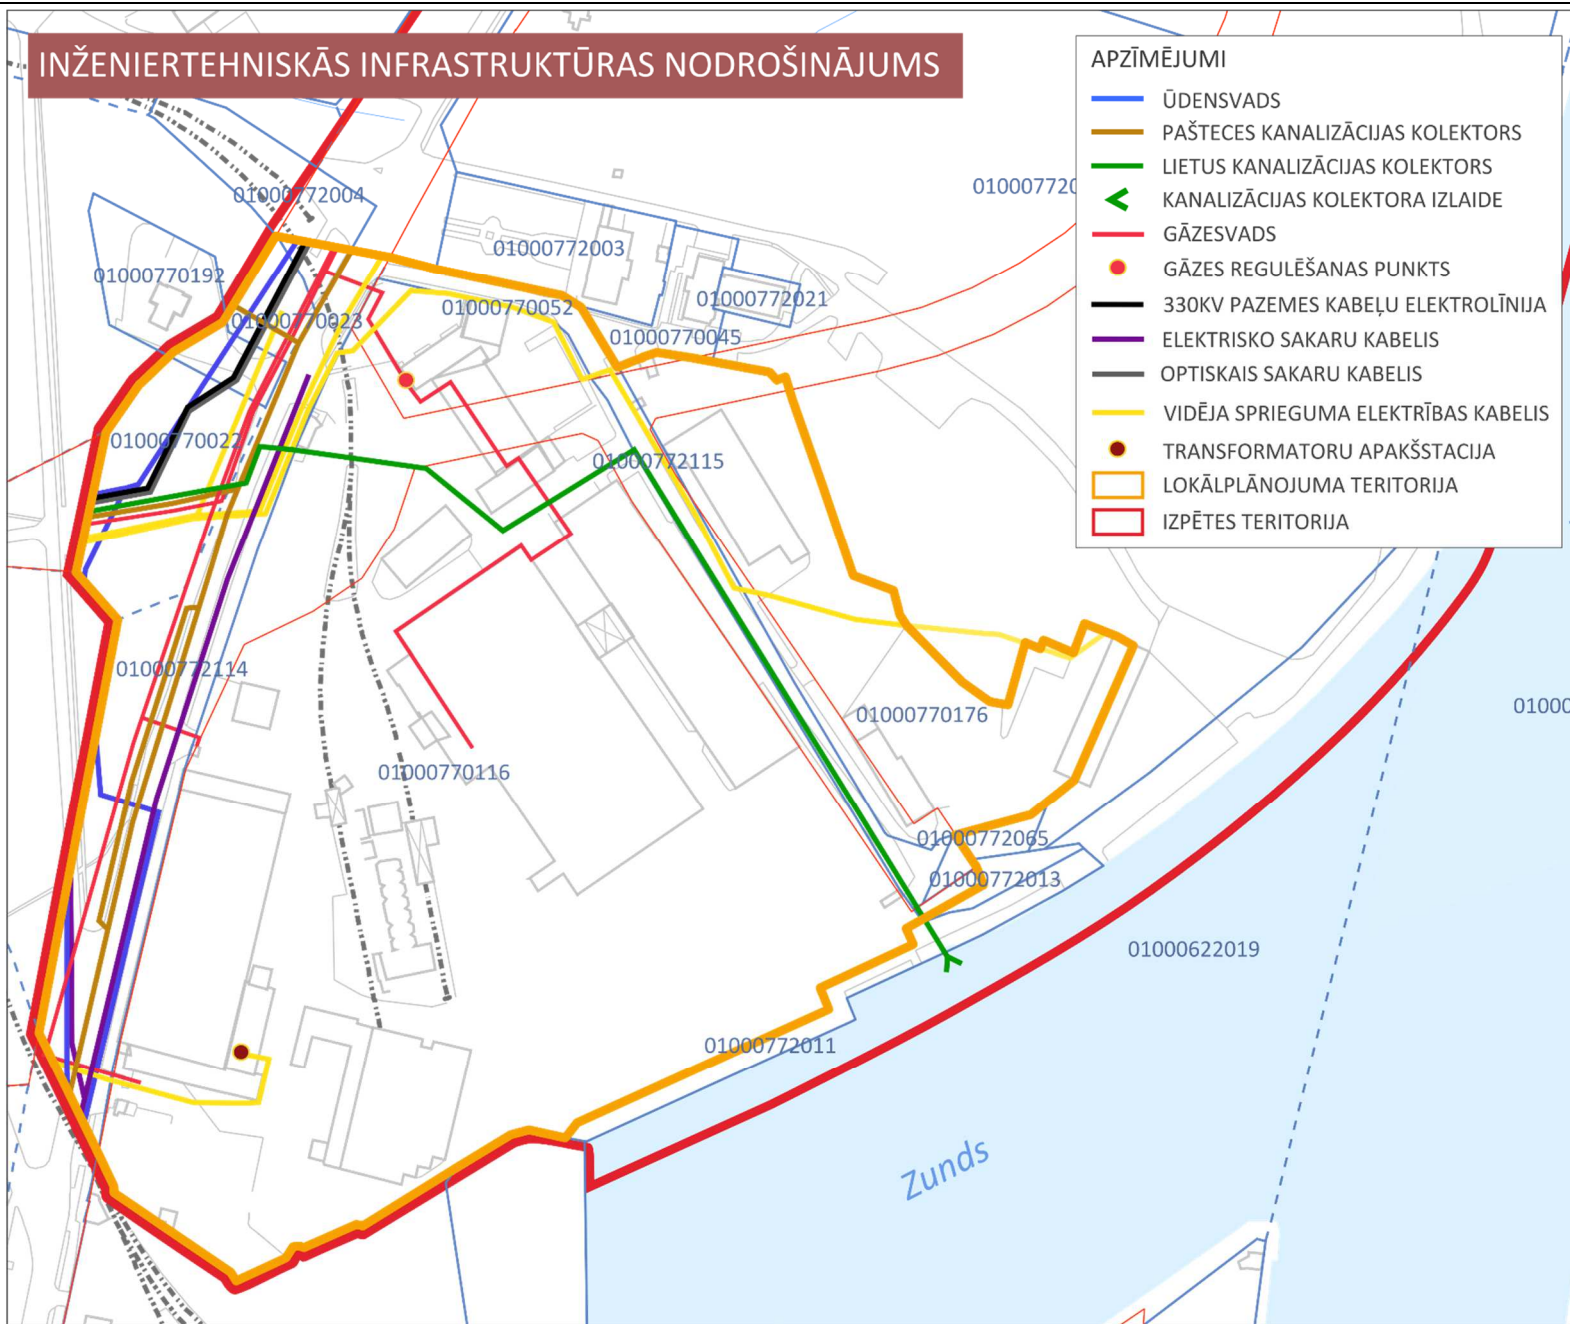 INŽENIERTEHNISKĀS INFRASTRUKTŪRAS NODROŠINĀJUMS
APZĪMĒJUMI
ŪDENSVADS
PAŠTECES KANALIZĀCIJAS KOLEKTORS
LIETUS KANALIZĀCIJAS KOLEKTORS
KANALIZĀCIJAS KOLEKTORA IZLAIDE
GĀZESVADS
GĀZES REGULĒŠANAS PUNKTS
330KV PAZEMES KABEĻU ELEKTROLĪNIJA
ELEKTRISKO SAKARU KABELIS
OPTISKAIS SAKARU KABELIS
VIDĒJA SPRIEGUMA ELEKTRĪBAS KABELIS
TRANSFORMATORU APAKŠSTACIJA
LOKĀLPLĀNOJUMA TERITORIJA
IZPĒTES TERITORIJA
01000772004
010007720
01000772003
01000770192
01000772021
01000770052
01000770023
01000770045
01000770022
01000772115
01000772114
01000770176
01000
01000770116
01000772065
01000772013
01000622019
01000772011
Zunds